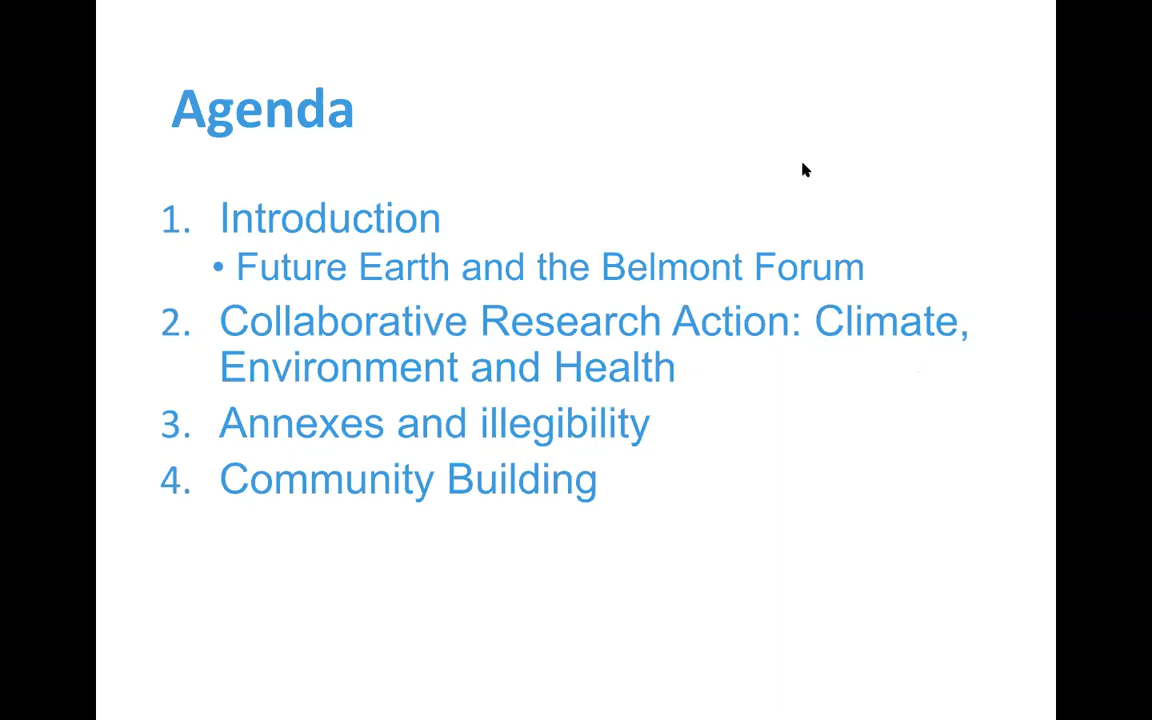 Agenda
1. Introduction
• Future Earth and the Belmont Forum
2. Collaborative Research Action: Climate,
Environment and Health
3. Annexes and illegibility
4. Community Building